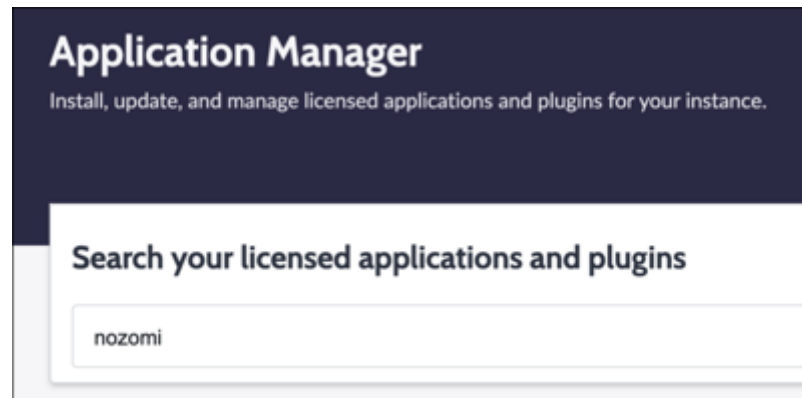 Application Manager
Install, update, and manage licensed applications and plugins for your instance.
Search your licensed applications and plugins
nozomi